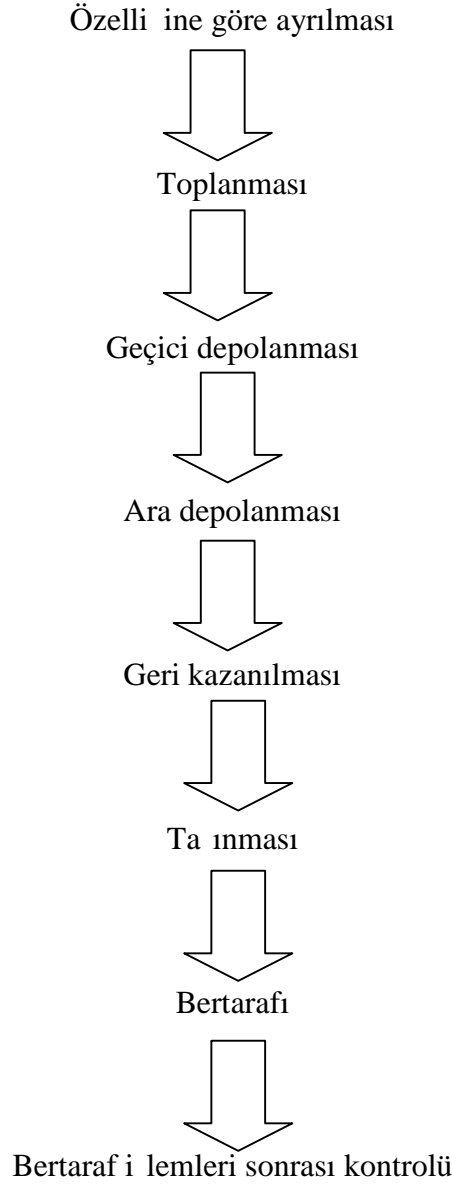 Özelli ine göre ayrılması
Toplanması
Geçici depolanması
Ara depolanması
Geri kazanılması
Ta ınması
Bertarafı
Bertaraf i lemleri sonrası kontrolü